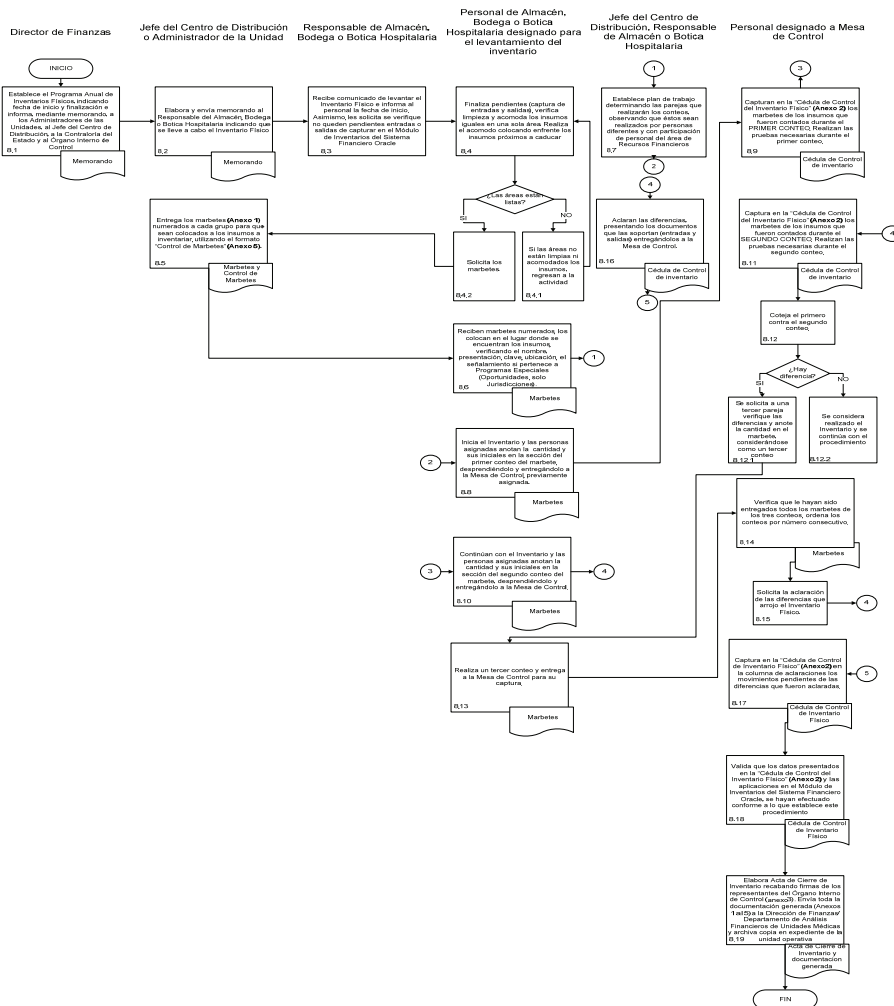 Director de Finanzas
Jefe del Centro de Distribución
o Administrador de la Unidad
Responsable de Almacén,
Bodega o Botica Hospitalaria
Personal de Almacén,
Bodega o Botica
Hospitalaria designado para
el levantamiento del
inventario
Jefe del Centro de
Distribución, Responsable
de Almacén o Botica
Hospitalaria
Personal designado a Mesa
de Control
INICIO
Establece el Programa Anual de
Inventarios Físicos, indicando
fecha de inicio y finalización e
informa, mediante memorando, a
los Administradores de las
Unidades, al Jefe del Centro de
Distribución, a la Contraloría del
Estado y al Órgano Interno de
Control
8,1
Memorando
Elabora y envía memorando al
Responsable del Almacén, Bodega
o Botica Hospitalaria indicando que
se lleve a cabo el Inventario Físico
8,2
Memorando
Recibe comunicado de levantar el
Inventario Físico e informa al
personal la fecha de inicio.
Asimismo, les solicita se verifique
no queden pendientes entradas o
salidas de capturar en el Módulo
de Inventarios del Sistema
Financiero Oracle
8,3
Finaliza pendientes (captura de
entradas y salidas), verifica
limpieza y acomoda los insumos
iguales en una sola área. Realiza
el acomodo colocando enfrente los
insumos próximos a caducar
8,4
1
Establece plan de trabajo
determinando las parejas que
realizarán los conteos,
observando que éstos sean
realizados por personas
diferentes y con participación
de personal del área de
Recursos Financieros
8,7
2
3
Capturan en la "Cédula de Control
del Inventario Físico" (Anexo 2) los
marbetes de los insumos que
fueron contados durante el
PRIMER CONTEO. Realizan las
pruebas necesarias durante el
primer conteo.
8,9
Cédula de Control
de inventario
¿Las áreas están
listas?
SI
NO
Entrega los marbetes (Anexo 1)
numerados a cada grupo para que
sean colocados a los insumos a
inventariar, utilizando el formato
"Control de Marbetes" (Anexo 5).
8.5
Marbetes y
Control de
Marbetes
Solicita los
marbetes.
8,4,2
Si las áreas no
están limpias ni
acomodados los
insumos,
regresan a la
actividad
8,4,1
4
Aclaran las diferencias,
presentando los documentos
que las soportan (entradas y
salidas) entregándolos a la
Mesa de Control.
8.16
Cédula de Control
de inventario
5
Captura en la "Cédula de Control
del Inventario Físico" (Anexo 2) los
marbetes de los insumos que
fueron contados durante el
SEGUNDO CONTEO. Realizan las
pruebas necesarias durante el
segundo conteo.
8.11
4
Cédula de Control
de inventario
Coteja el primero
contra el segundo
conteo,
8.12
Reciben marbetes numerados, los
colocan en el lugar donde se
encuentran los insumos,
verificando el nombre,
presentación, clave, ubicación, el
señalamiento si pertenece a
Programas Especiales
(Oportunidades, solo
Jurisdicciones).
8,6
1
Marbetes
¿Hay
diferencia?
SI
NO
Se solicita a una
tercer pareja
verifique las
diferencias y anote
la cantidad en el
marbete,
considerándose
como un tercer
conteo
8.12.1
Se considera
realizado el
Inventario y se
continúa con el
procedimiento
8.12.2
2
Inicia el Inventario y las personas
asignadas anotan la cantidad y
sus iniciales en la sección del
primer conteo del marbete,
desprendiéndolo y entregándolo a
la Mesa de Control, previamente
asignada.
8.8
Marbetes
Verifica que le hayan sido
entregados todos los marbetes de
los tres conteos, ordena los
conteos por número consecutivo,
8,14
Marbetes
3
Continúan con el Inventario y las
personas asignadas anotan la
cantidad y sus iniciales en la
sección del segundo conteo del
marbete, desprendiéndolo y
entregándolo a la Mesa de Control.
8.10
4
Marbetes
Solicita la aclaración
de las diferencias que
arrojo el Inventario
Físico.
8.15
4
Realiza un tercer conteo y entrega
a la Mesa de Control para su
captura,
8,13
Marbetes
Captura en la "Cédula de Control
de Inventario Físico" (Anexo2) en
la columna de aclaraciones los
movimientos pendientes de las
diferencias que fueron aclaradas,
8.17
5
Cédula de Control
de Inventario
Físico
Valida que los datos presentados
en la "Cédula de Control del
Inventario Físico" (Anexo 2) y las
aplicaciones en el Módulo de
Inventarios del Sistema Financiero
Oracle, se hayan efectuado
conforme a lo que establece este
procedimiento
8.18
Cédula de Control
de Inventario
Físico
Elabora Acta de Cierre de
Inventario recabando firmas de los
representantes del Órgano Interno
de Control (anexo3). Envía toda la
documentación generada (Anexos
1 al 5) a la Dirección de Finanzas/
Departamento de Análisis
Financieros de Unidades Médicas
y archiva copia en expediente de la
unidad operativa
8,19
Acta de Cierre de
Inventario y
documentacion
generada
FIN